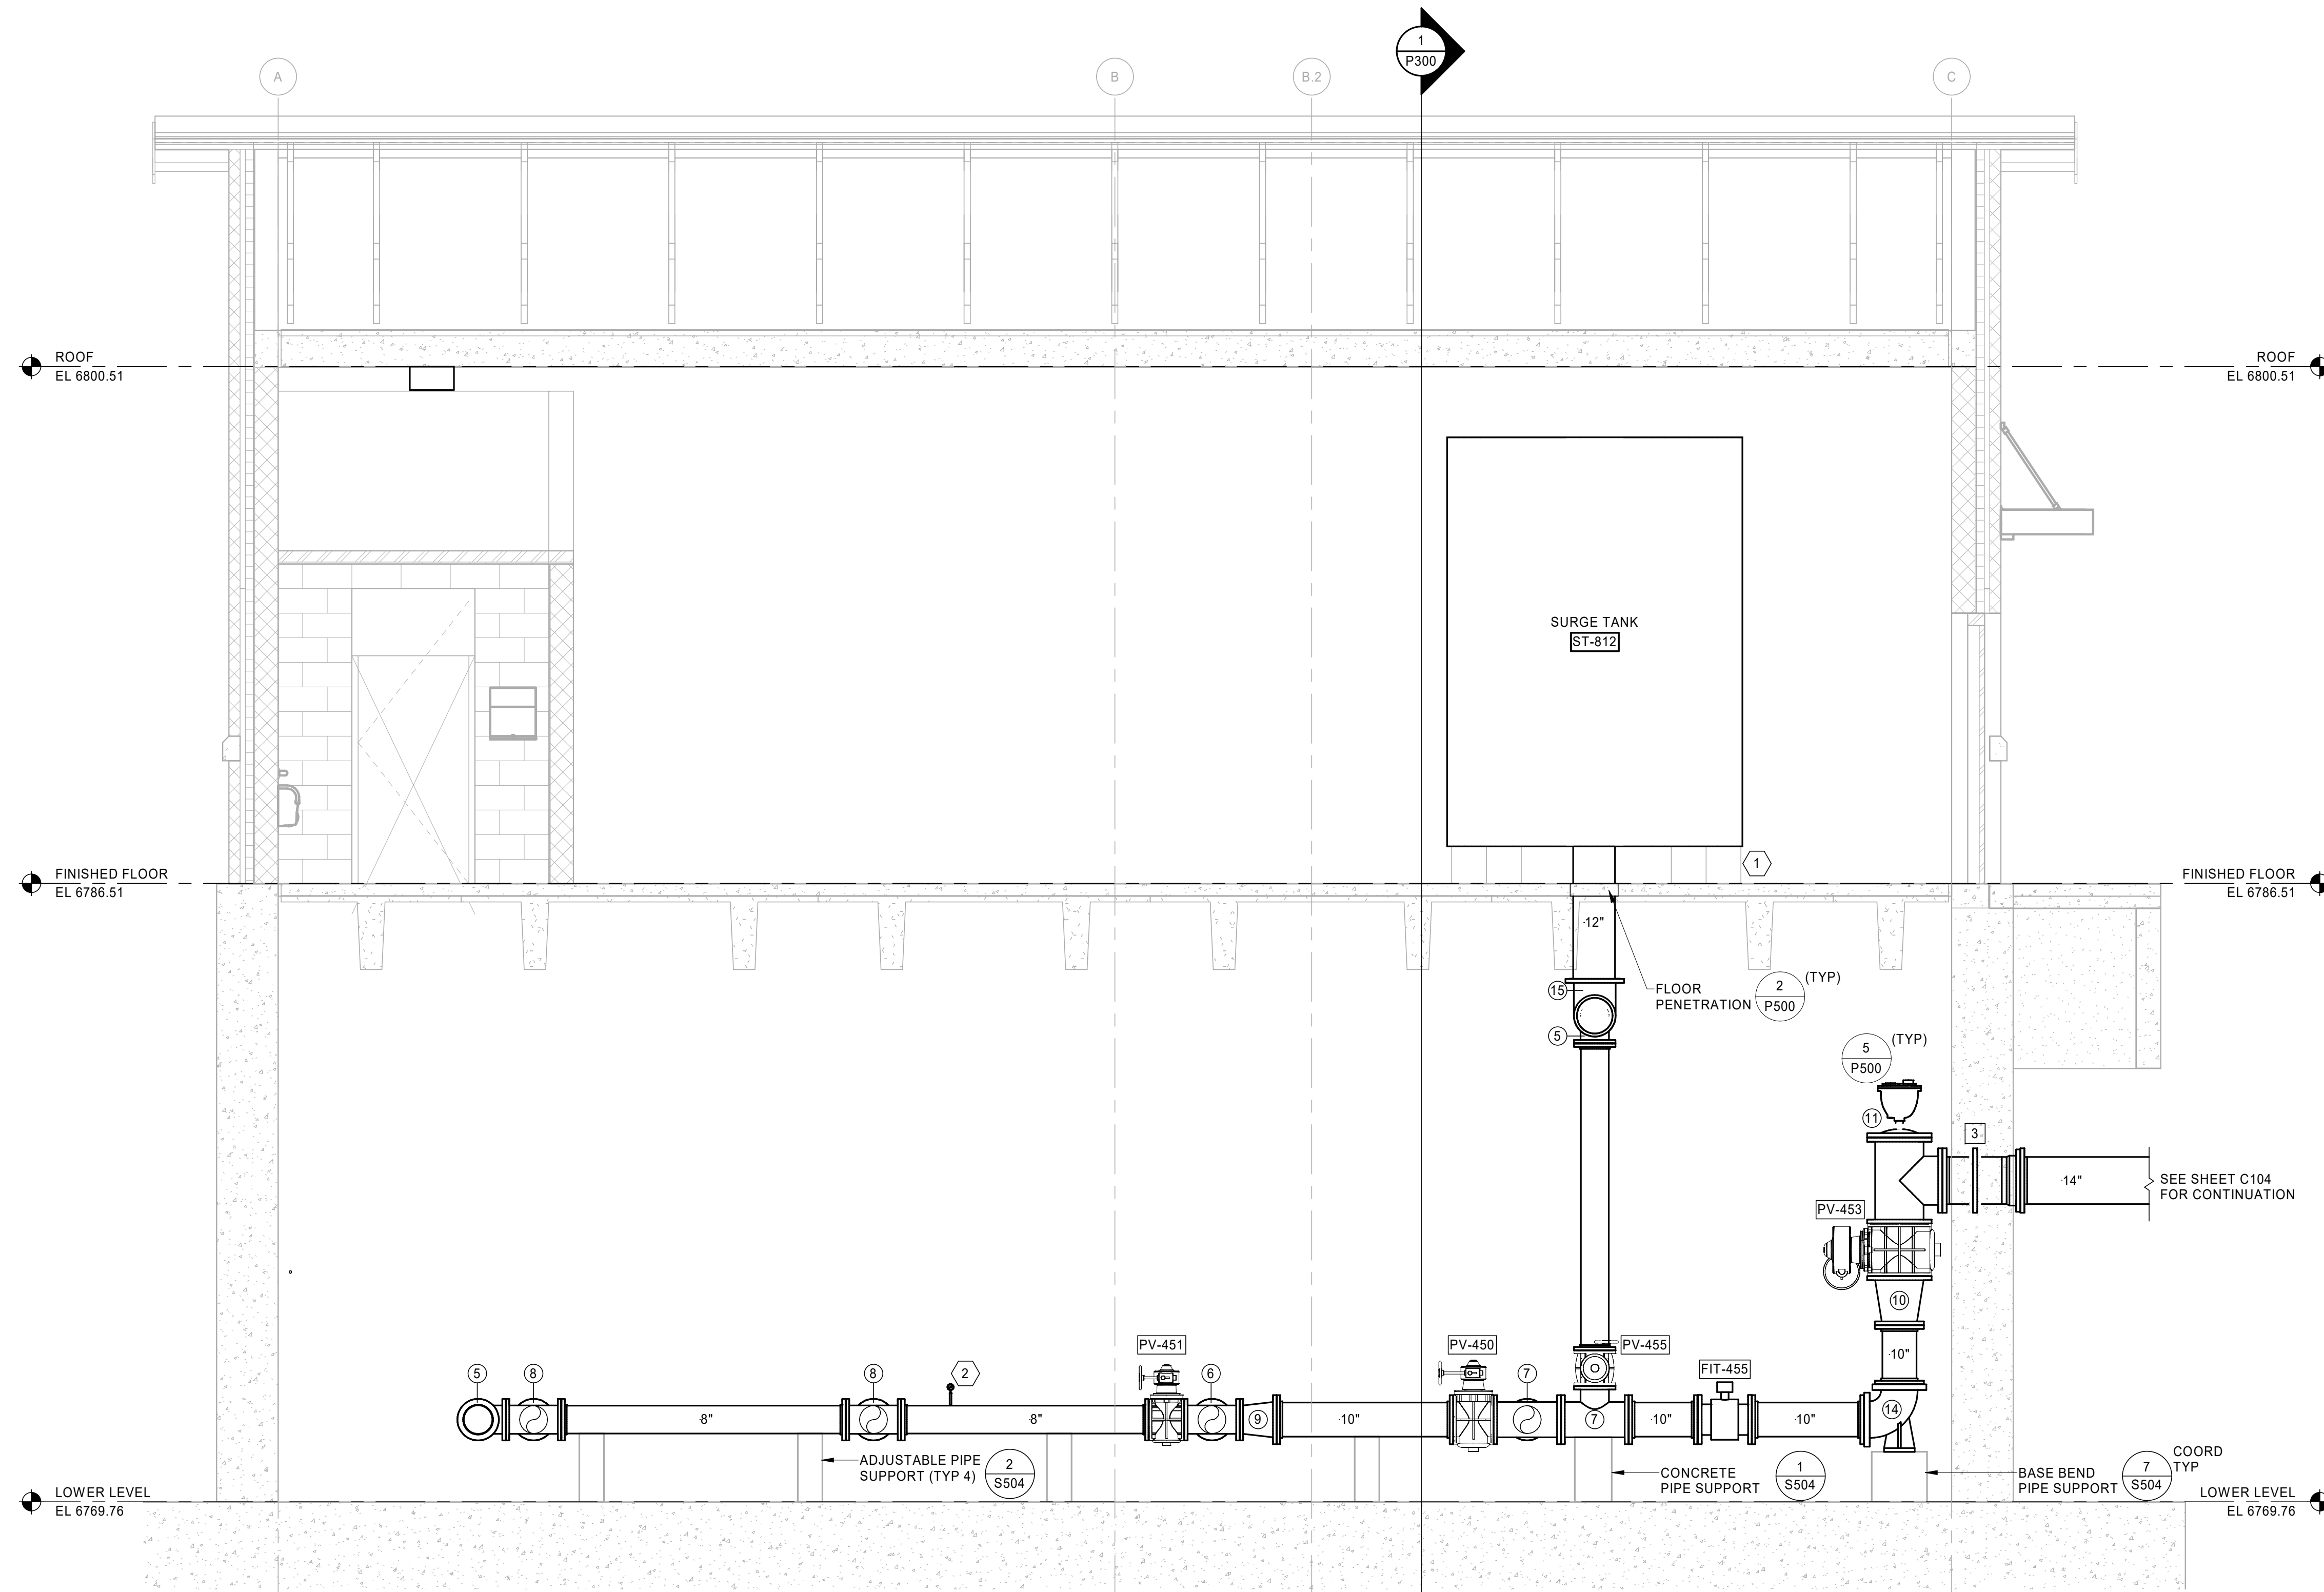 1
P300
A
B
B.2
C
ROOF
EL 6800.51
ROOF
EL 6800.51
SURGE TANK
ST-812
1
FINISHED FLOOR
EL 6786.51
FINISHED FLOOR
EL 6786.51
12"
(TYP)
15
FLOOR
PENETRATION
2
P500
5
(TYP)
5
P500
11
3
14"
SEE SHEET C104
FOR CONTINUATION
PV-453
10
PV-451
PV-450
PV-455
FIT-455
10"
5
8
8
2
6
7
8"
8"
9
10"
7
10"
10"
14
ADJUSTABLE PIPE
SUPPORT (TYP 4)
2
S504
CONCRETE
PIPE SUPPORT
1
S504
BASE BEND
PIPE SUPPORT
7
S504
COORD
TYP
LOWER LEVEL
EL 6769.76
LOWER LEVEL
EL 6769.76